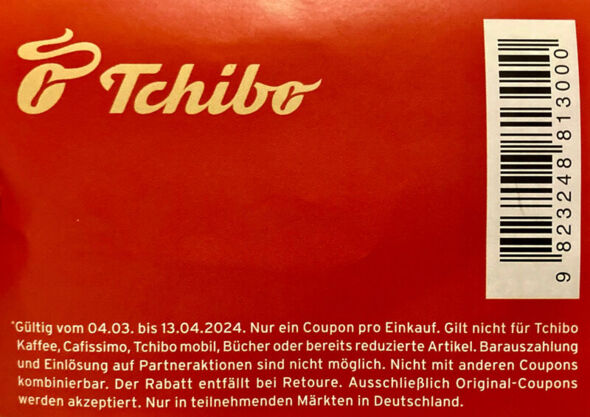 Tchibo
9 823248 813000
*Gültig vom 04.03. bis 13.04.2024. Nur ein Coupon pro Einkauf. Gilt nicht für Tchibo
Kaffee, Cafissimo, Tchibo mobil, Bücher oder bereits reduzierte Artikel. Barauszahlung
und Einlösung auf Partneraktionen sind nicht möglich. Nicht mit anderen Coupons
kombinierbar. Der Rabatt entfällt bei Retoure. Ausschließlich Original-Coupons
werden akzeptiert. Nur in teilnehmenden Märkten in Deutschland.